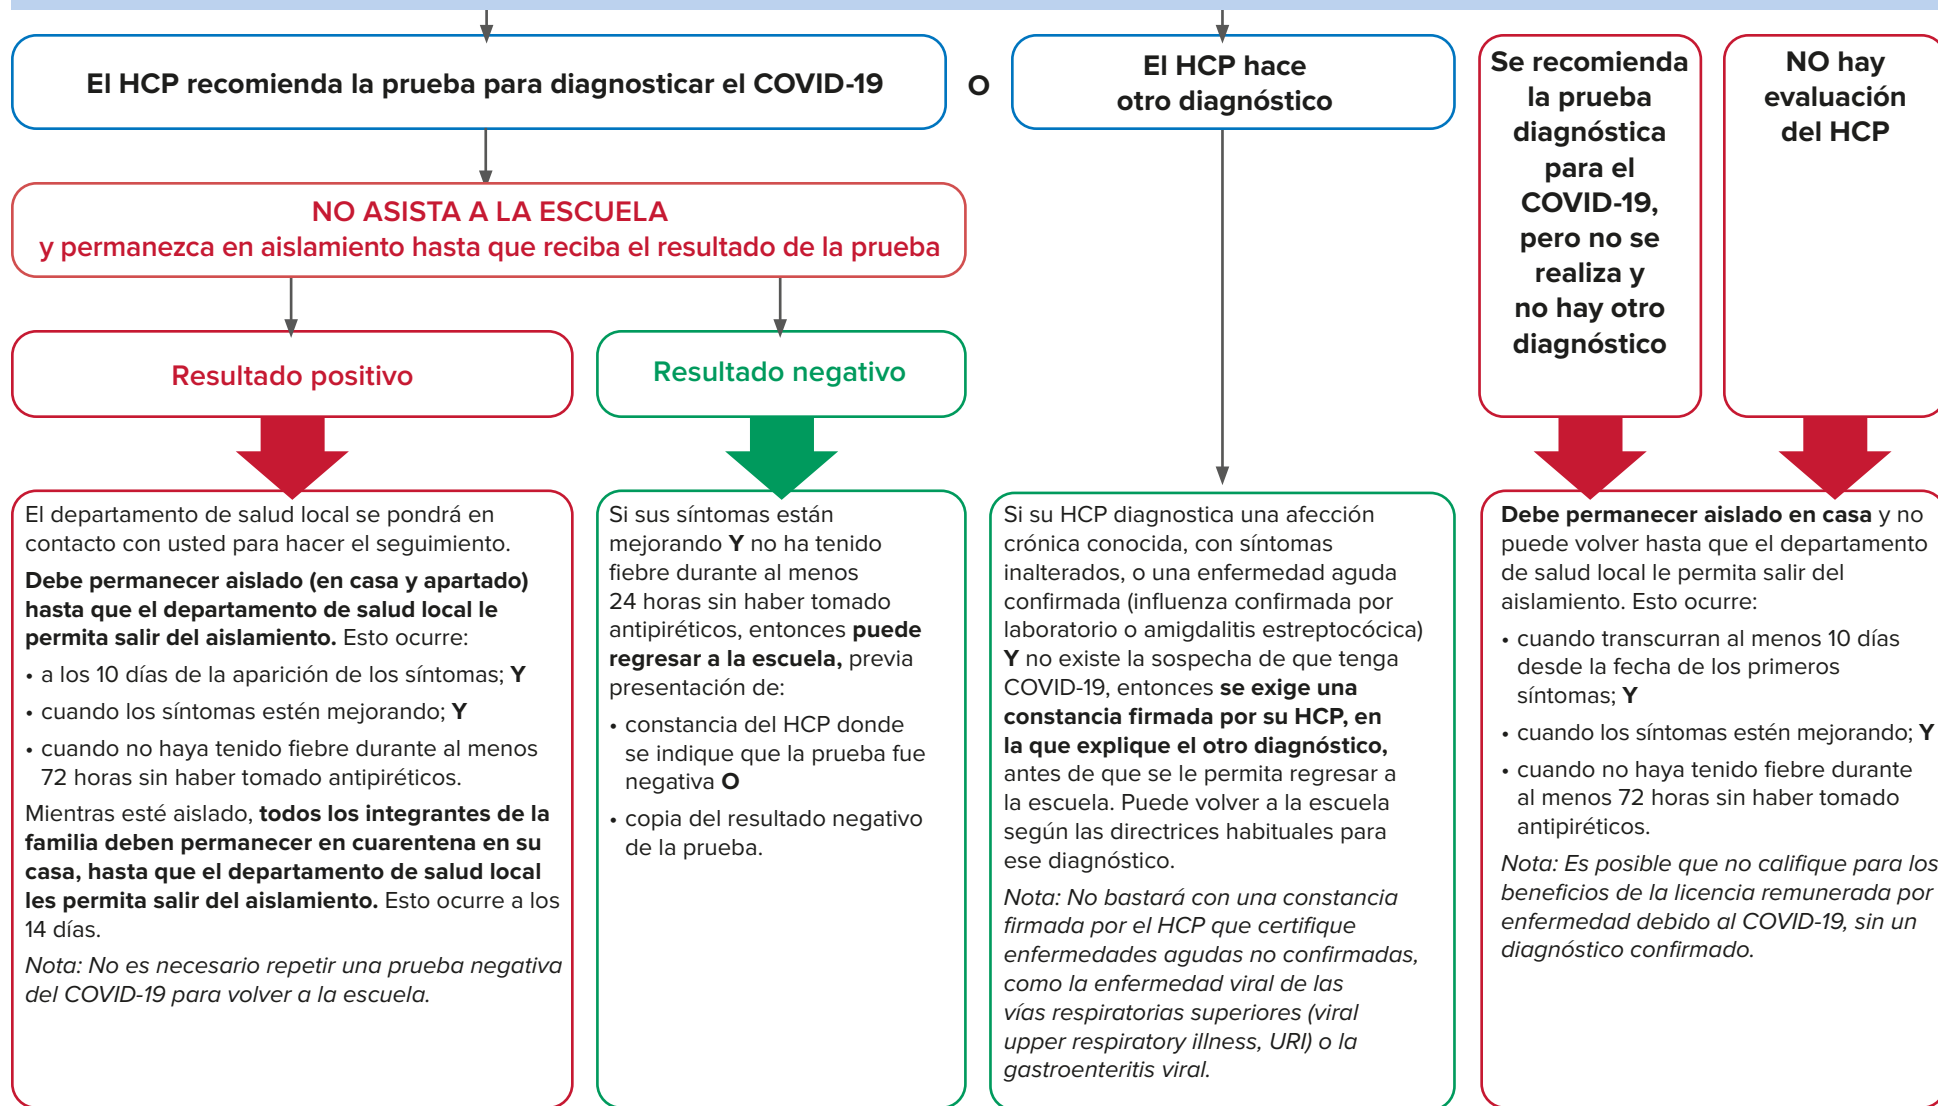 El HCP recomienda la prueba para diagnosticar el COVID-19
O
El HCP hace
otro diagnóstico
Se recomienda
la prueba
diagnóstica
para el
COVID-19,
pero no se
realiza y
no hay otro
diagnóstico
NO hay
evaluación
del HCP
NO ASISTA A LA ESCUELA
y permanezca en aislamiento hasta que reciba el resultado de la prueba
Resultado positivo
Resultado negativo
El departamento de salud local se pondrá en
contacto con usted para hacer el seguimiento.
Debe permanecer aislado (en casa y apartado)
hasta que el departamento de salud local le
permita salir del aislamiento. Esto ocurre:
• a los 10 días de la aparición de los síntomas; Y
• cuando los síntomas estén mejorando; Y
• cuando no haya tenido fiebre durante al menos
72 horas sin haber tomado antipiréticos.
Mientras esté aislado, todos los integrantes de la
familia deben permanecer en cuarentena en su
casa, hasta que el departamento de salud local
les permita salir del aislamiento. Esto ocurre a los
14 días.
Nota: No es necesario repetir una prueba negativa
del COVID-19 para volver a la escuela.
Si sus síntomas están
mejorando Y no ha tenido
fiebre durante al menos
24 horas sin haber tomado
antipiréticos, entonces puede
regresar a la escuela, previa
presentación de:
• constancia del HCP donde
se indique que la prueba fue
negativa O
• copia del resultado negativo
de la prueba.
Si su HCP diagnostica una afección
crónica conocida, con síntomas
inalterados, o una enfermedad aguda
confirmada (influenza confirmada por
laboratorio o amigdalitis estreptocócica)
Y no existe la sospecha de que tenga
COVID-19, entonces se exige una
constancia firmada por su HCP, en
la que explique el otro diagnóstico,
antes de que se le permita regresar a
la escuela. Puede volver a la escuela
según las directrices habituales para
ese diagnóstico.
Nota: No bastará con una constancia
firmada por el HCP que certifique
enfermedades agudas no confirmadas,
como la enfermedad viral de las
vías respiratorias superiores (viral
upper respiratory illness, URI) o la
gastroenteritis viral.
Debe permanecer aislado en casa y no
puede volver hasta que el departamento
de salud local le permita salir del
aislamiento. Esto ocurre:
• cuando transcurran al menos 10 días
desde la fecha de los primeros
síntomas; Y
• cuando los síntomas estén mejorando; Y
• cuando no haya tenido fiebre durante
al menos 72 horas sin haber tomado
antipiréticos.
Nota: Es posible que no califique para los
beneficios de la licencia remunerada por
enfermedad debido al COVID-19, sin un
diagnóstico confirmado.